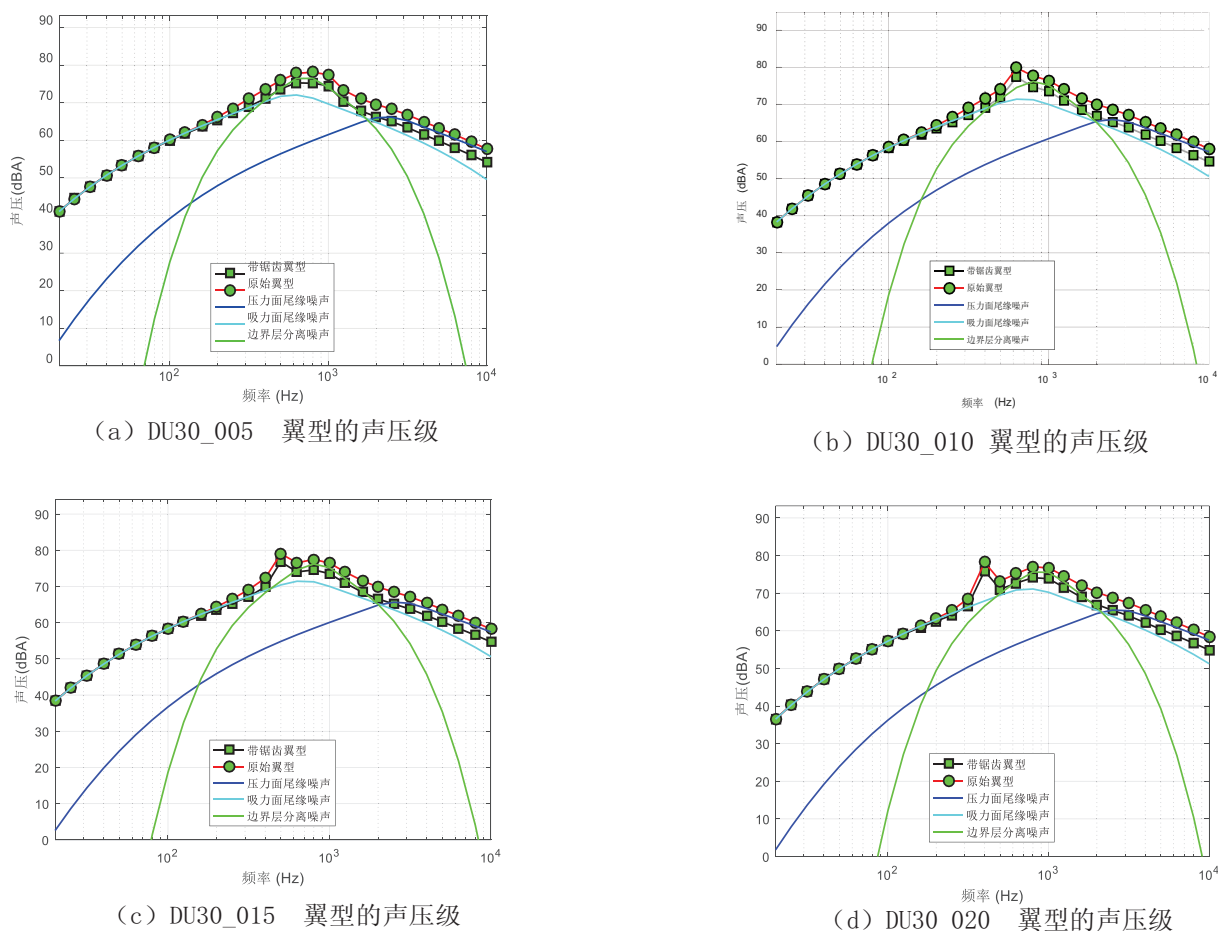 90
80
70
60
50
40
30
20
10
0
声压(dBA)
10²
10³
10⁴
频率 (Hz)
带锯齿翼型
原始翼型
压力面尾缘噪声
吸力面尾缘噪声
边界层分离噪声
(a) DU30_005 翼型的声压级
90
80
70
60
50
40
30
20
10
0
声压 (dBA)
10²
10³
10⁴
频率 (Hz)
带锯齿翼型
原始翼型
压力面尾缘噪声
吸力面尾缘噪声
边界层分离噪声
(b) DU30_010 翼型的声压级
90
80
70
60
50
40
30
20
10
0
声压(dBA)
10²
10³
10⁴
频率 (Hz)
带锯齿翼型
原始翼型
压力面尾缘噪声
吸力面尾缘噪声
边界层分离噪声
(c) DU30_015 翼型的声压级
90
80
70
60
50
40
30
20
10
0
声压(dBA)
10²
10³
10⁴
频率 (Hz)
带锯齿翼型
原始翼型
压力面尾缘噪声
吸力面尾缘噪声
边界层分离噪声
(d) DU30 020 翼型的声压级